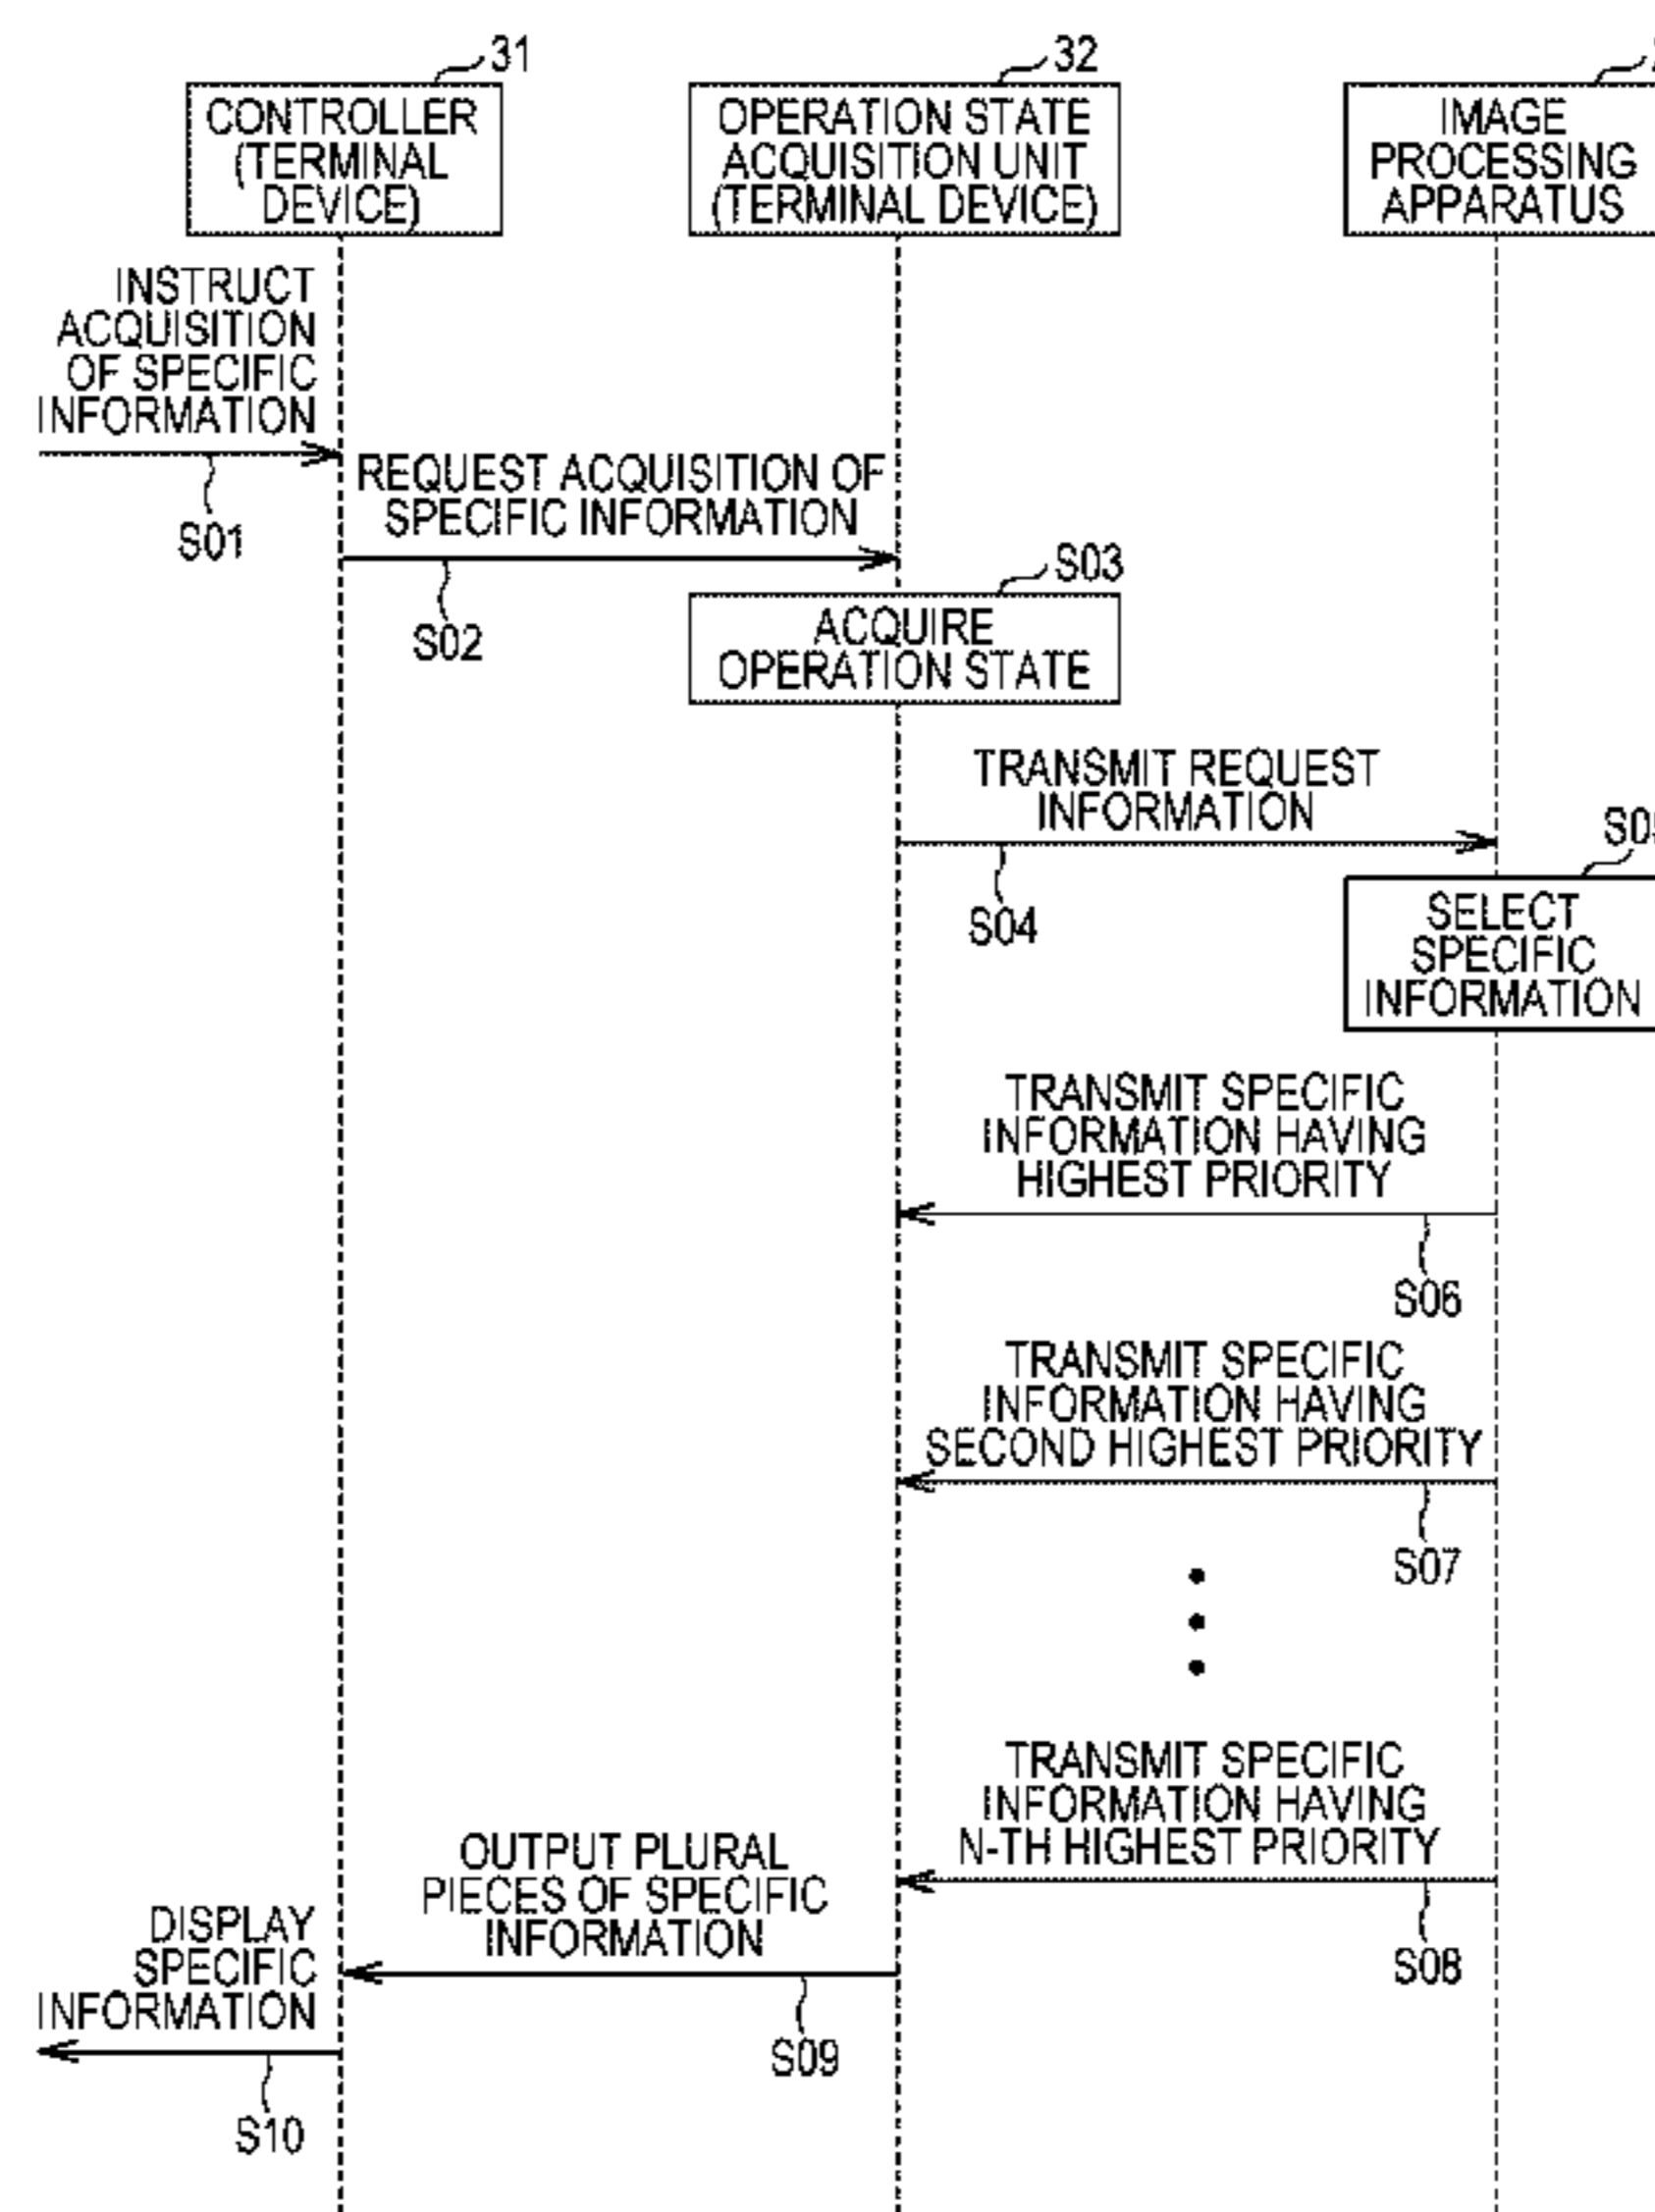 31
32
CONTROLLER
(TERMINAL
DEVICE)
OPERATION STATE
ACQUISITION UNIT
(TERMINAL DEVICE)
IMAGE
PROCESSING
APPARATUS
INSTRUCT
ACQUISITION
OF SPECIFIC
INFORMATION
S01
REQUEST ACQUISITION OF
SPECIFIC INFORMATION
S02
S03
ACQUIRE
OPERATION STATE
TRANSMIT REQUEST
INFORMATION
S04
SELECT
SPECIFIC
INFORMATION
TRANSMIT SPECIFIC
INFORMATION HAVING
HIGHEST PRIORITY
S06
TRANSMIT SPECIFIC
INFORMATION HAVING
SECOND HIGHEST PRIORITY
S07
TRANSMIT SPECIFIC
INFORMATION HAVING
N-TH HIGHEST PRIORITY
S08
OUTPUT PLURAL
PIECES OF SPECIFIC
INFORMATION
S09
DISPLAY
SPECIFIC
INFORMATION
S10